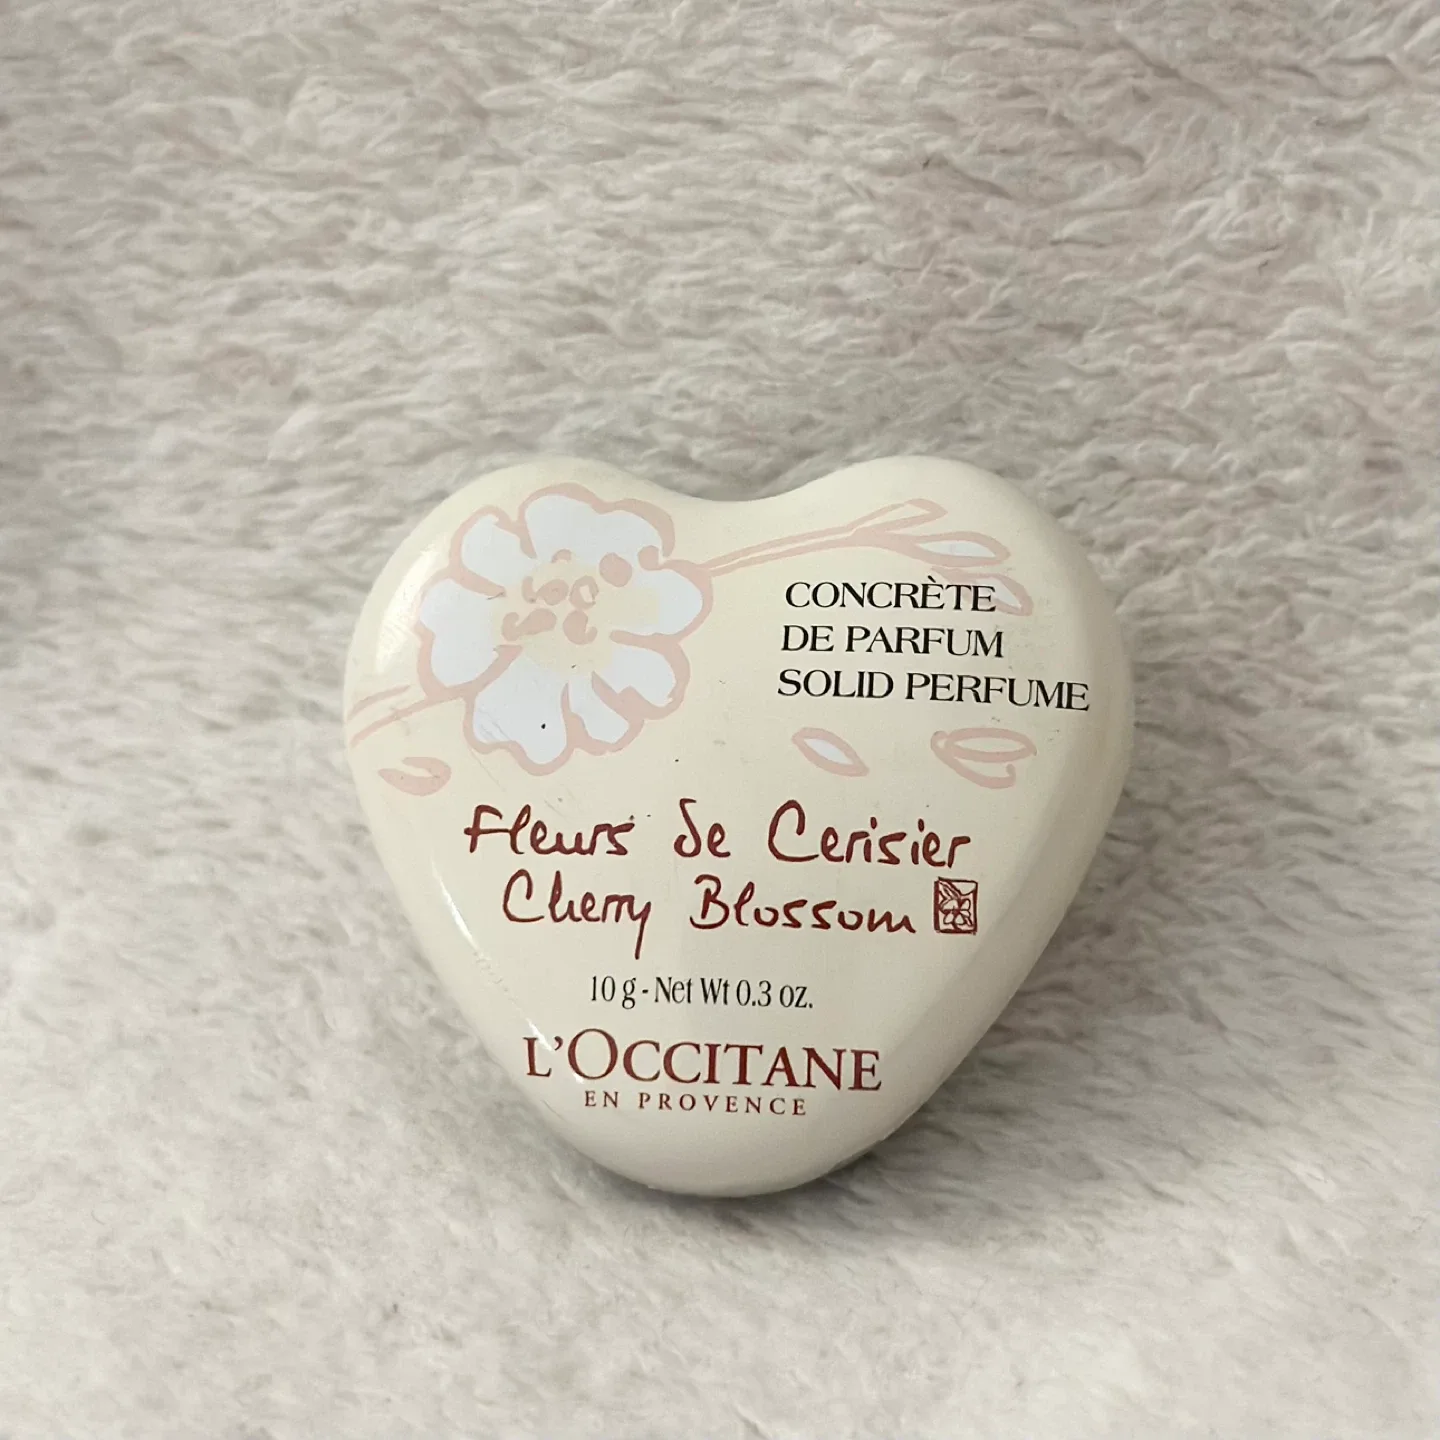 CONCRÈTE
DE PARFUM
SOLID PERFUME
Fleurs de Cerisier
Cherry Blossom
10 g - Net Wt 0.3 oz.
L'OCCITANE
EN PROVENCE